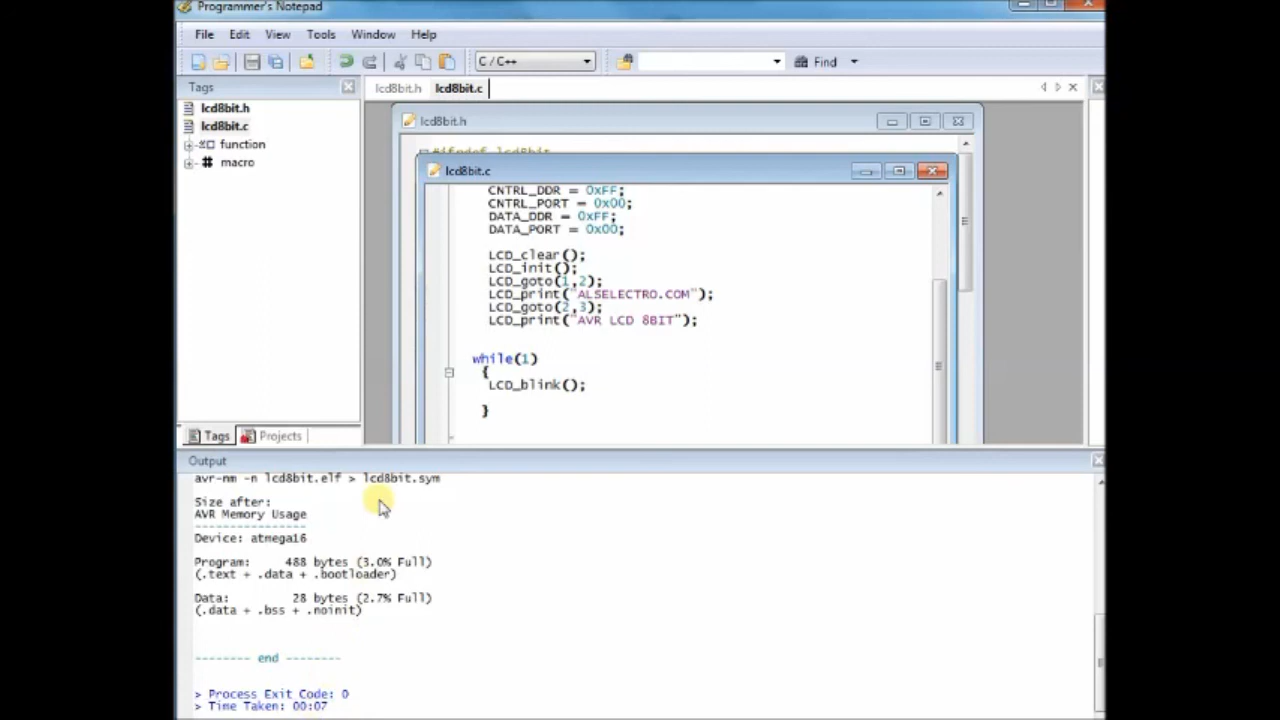 Programmer's Notepad
File Edit View Tools Window Help
C / C++ Find
Tags
lcd8bit.h lcd8bit.c
lcd8bit.h
lcd8bit.c
function
macro
lcd8bit.h
#ifndef lcd8bit
lcd8bit.c
CNTRL_DDR = 0xFF;
CNTRL_PORT = 0x00;
DATA_DDR = 0xFF;
DATA_PORT = 0x00;
LCD_clear();
LCD_init();
LCD_goto(1,2);
LCD_print("ALSELECTRO.COM");
LCD_goto(2,3);
LCD_print("AVR LCD 8BIT");
while(1)
{
LCD_blink();
}
Tags Projects
Output
avr-nm -n lcd8bit.elf > lcd8bit.sym
Size after:
AVR Memory Usage
----------------
Device: atmega16
Program: 488 bytes (3.0% Full)
(.text + .data + .bootloader)
Data: 28 bytes (2.7% Full)
(.data + .bss + .noinit)
-------- end --------
> Process Exit Code: 0
> Time Taken: 00:07